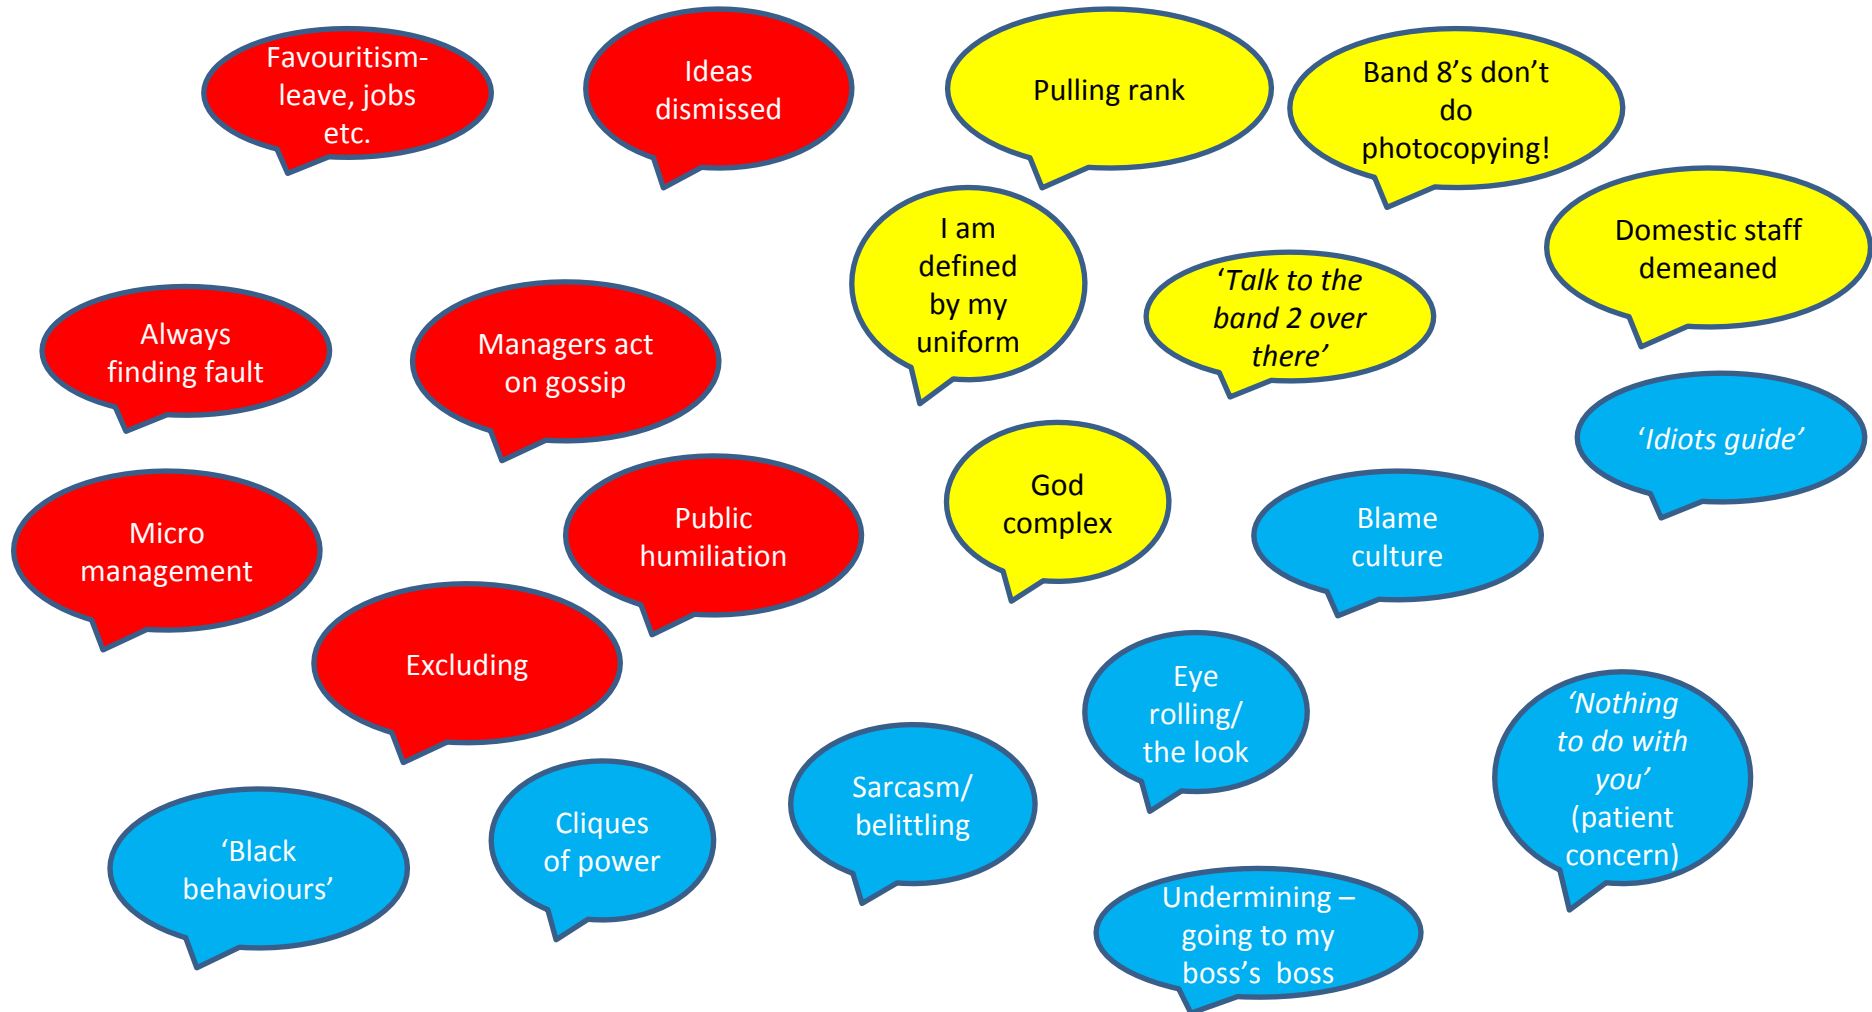 Favouritism-
leave, jobs
etc.
Ideas
dismissed
Pulling rank
Band 8’s don’t
do
photocopying!
Domestic staff
demeaned
I am
defined
by my
uniform
‘Talk to the
band 2 over
there’
Always
finding fault
Managers act
on gossip
‘Idiots guide’
Micro
management
Public
humiliation
God
complex
Blame
culture
Excluding
Eye
rolling/
the look
‘Nothing
to do with
you’
(patient
concern)
Sarcasm/
belittling
Cliques
of power
‘Black
behaviours’
Undermining –
going to my
boss’s  boss